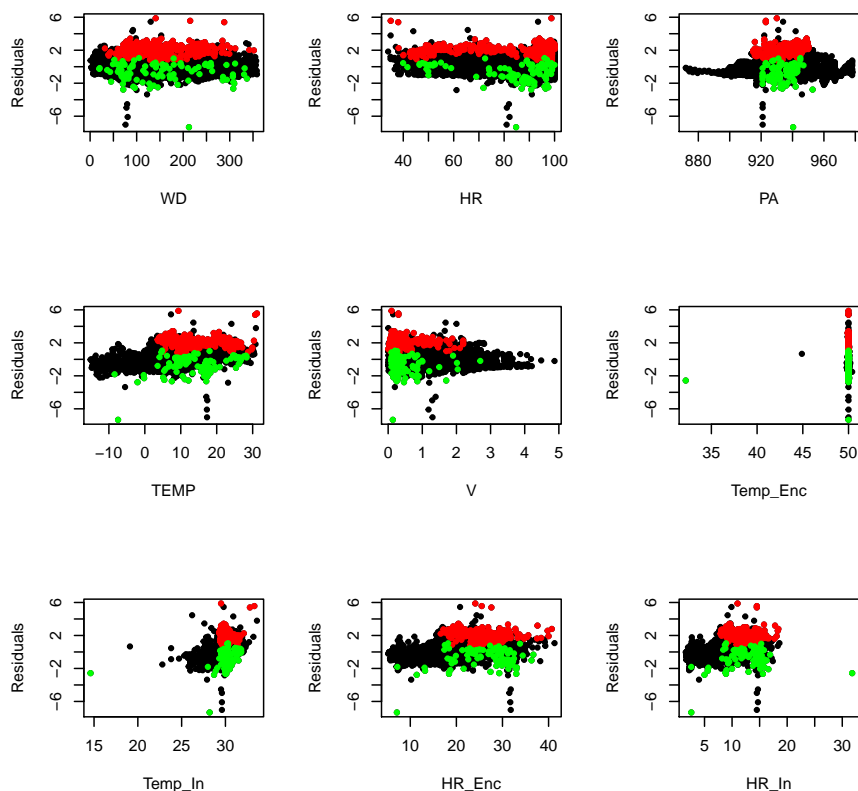 Residuals
6
2
−2
−6
0 100 200 300
WD
Residuals
6
2
−2
−6
40 60 80 100
HR
Residuals
6
2
−2
−6
880 920 960
PA
Residuals
6
2
−2
−6
−10 0 10 20 30
TEMP
Residuals
6
2
−2
−6
0 1 2 3 4 5
V
Residuals
6
2
−2
−6
35 40 45 50
Temp_Enc
Residuals
6
2
−2
−6
15 20 25 30
Temp_In
Residuals
6
2
−2
−6
10 20 30 40
HR_Enc
Residuals
6
2
−2
−6
5 10 20 30
HR_In